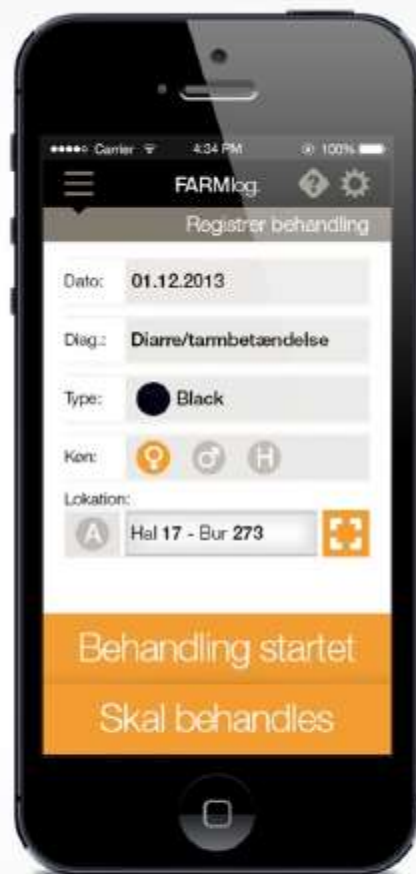 Carrier 4:34 PM 100%
FARMlog.
?
Registrer behandling
Dato: 01.12.2013
Diag.: Diarre/tarmbetændelse
Type: Black
Køn: H
Lokation:
A Hal 17 - Bur 273
Behandling startet
Skal behandles